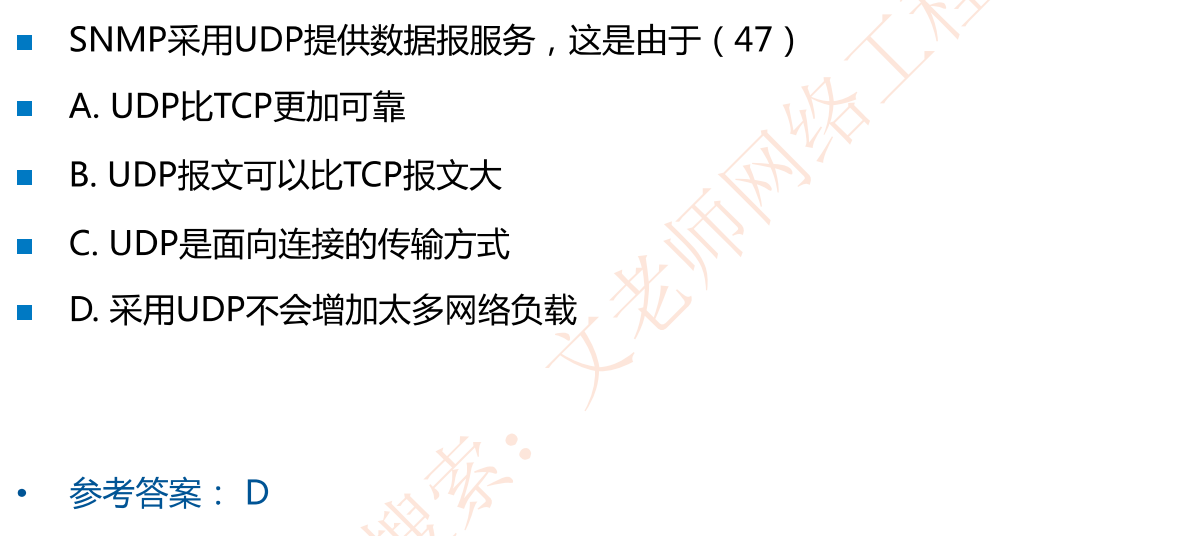 SNMP采用UDP提供数据报服务，这是由于（47）
A. UDP比TCP更加可靠
B. UDP报文可以比TCP报文大
C. UDP是面向连接的传输方式
D. 采用UDP不会增加太多网络负载
参考答案： D
搜索：文老师网络工程